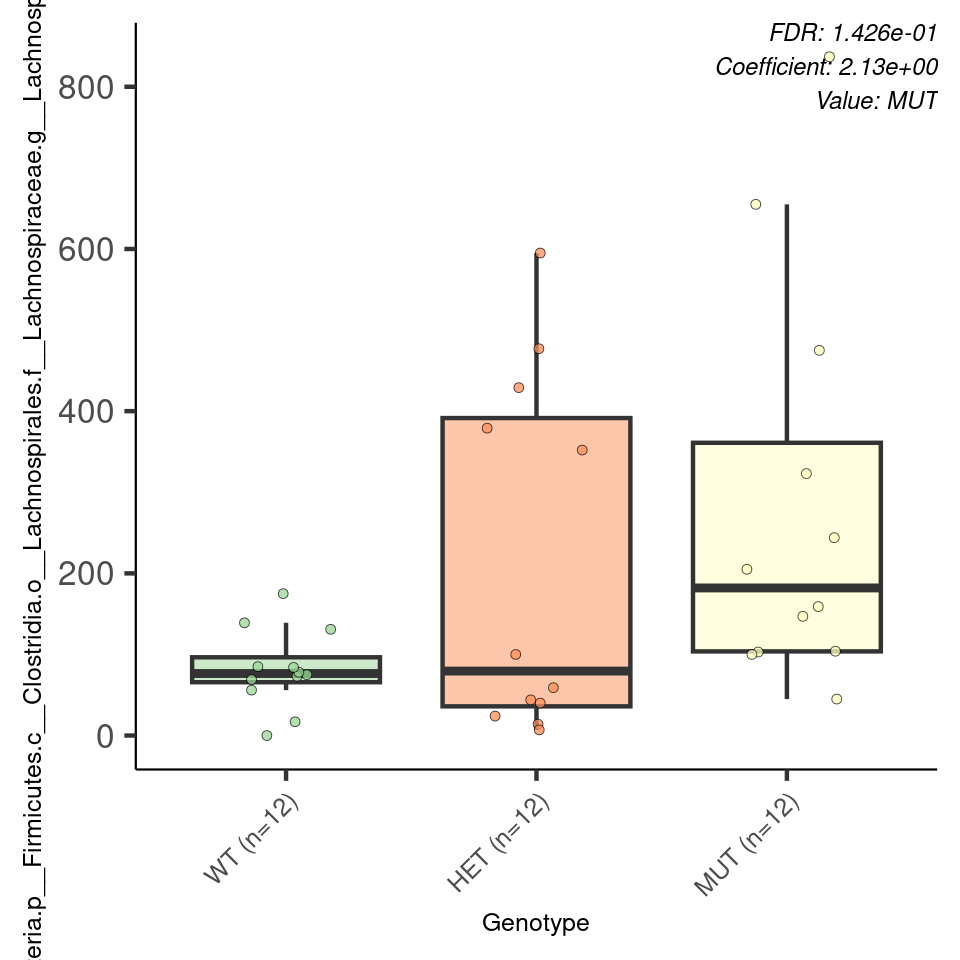 eria.p__Firmicutes.c__Clostridia.o__Lachnospirales.f__Lachnospiraceae.g__Lachnosp
FDR: 1.426e-01
Coefficient: 2.13e+00
Value: MUT
800
600
400
200
0
WT (n=12)
HET (n=12)
MUT (n=12)
Genotype